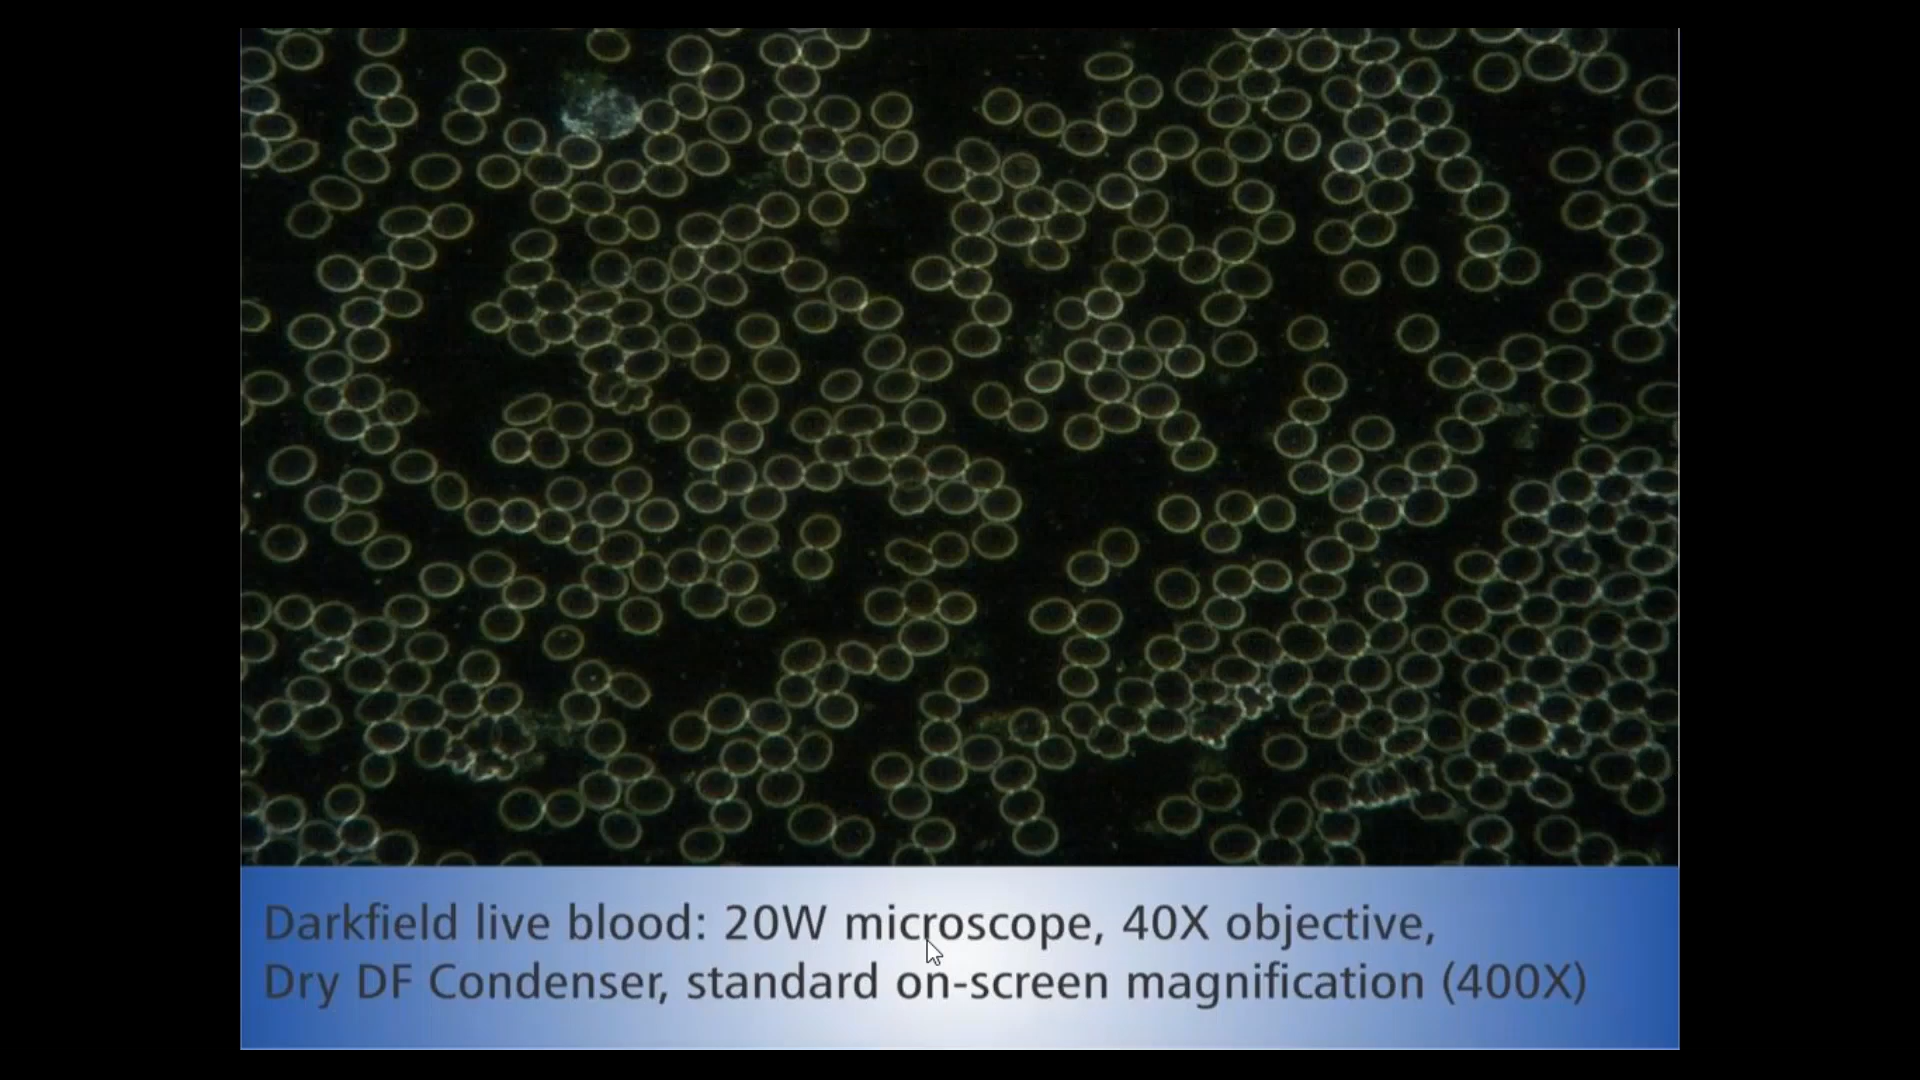 Darkfield live blood: 20W microscope, 40X objective,
Dry DF Condenser, standard on-screen magnification (400X)